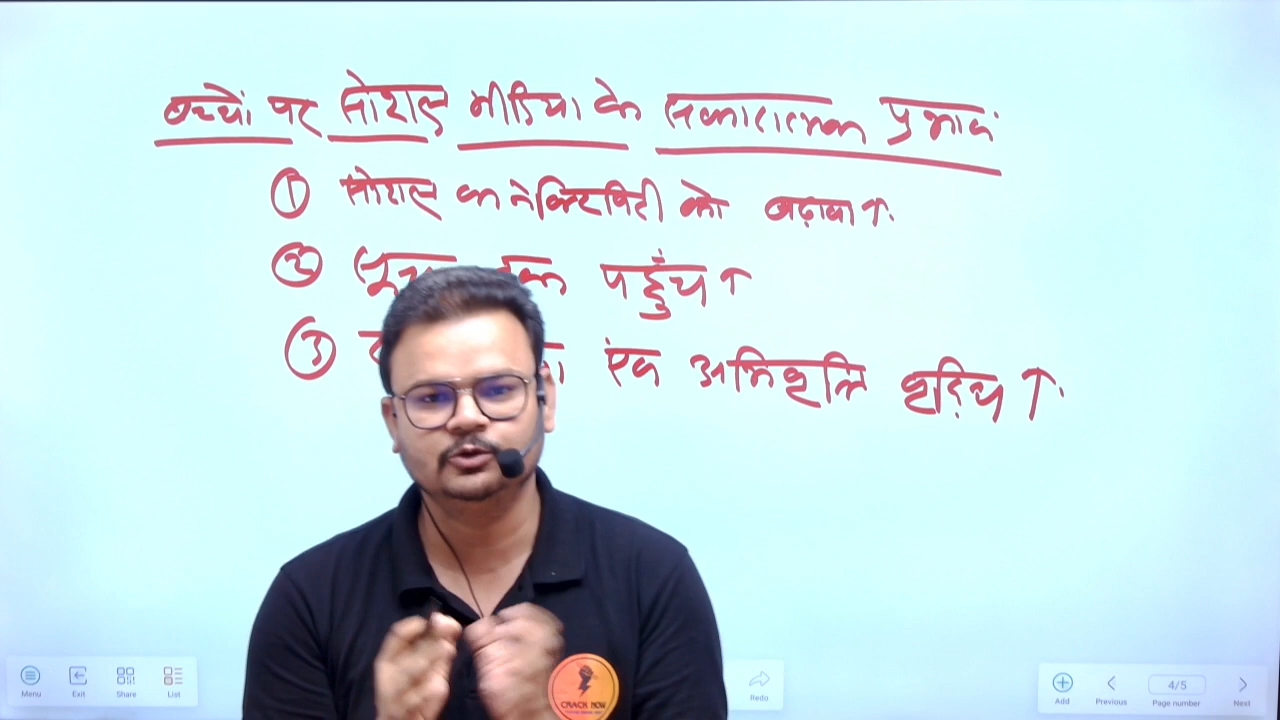 बच्चों पर सोशल मीडिया के सकारात्मक प्रभाव
① सोशल कनेक्टिविटी को बढ़ावा ↑.
② तक पहुँच ↑
③ एवं अभिवृत्ति वृद्धि ↑.
CRACK NOW
Menu Exit Share List Redo Add Previous 4/5 Page number Next